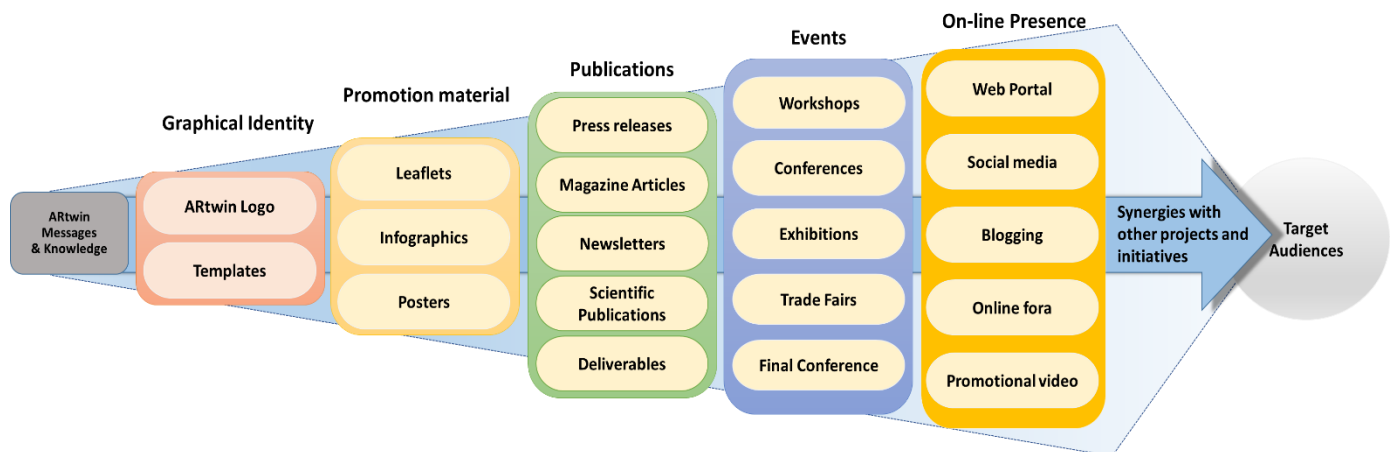 ARtwin
Messages
& Knowledge
Graphical Identity
ARtwin Logo
Templates
Promotion material
Leaflets
Infographics
Posters
Publications
Press releases
Magazine Articles
Newsletters
Scientific
Publications
Deliverables
Events
Workshops
Conferences
Exhibitions
Trade Fairs
Final Conference
On-line Presence
Web Portal
Social media
Blogging
Online fora
Promotional video
Synergies with
other projects and
initiatives
Target
Audiences